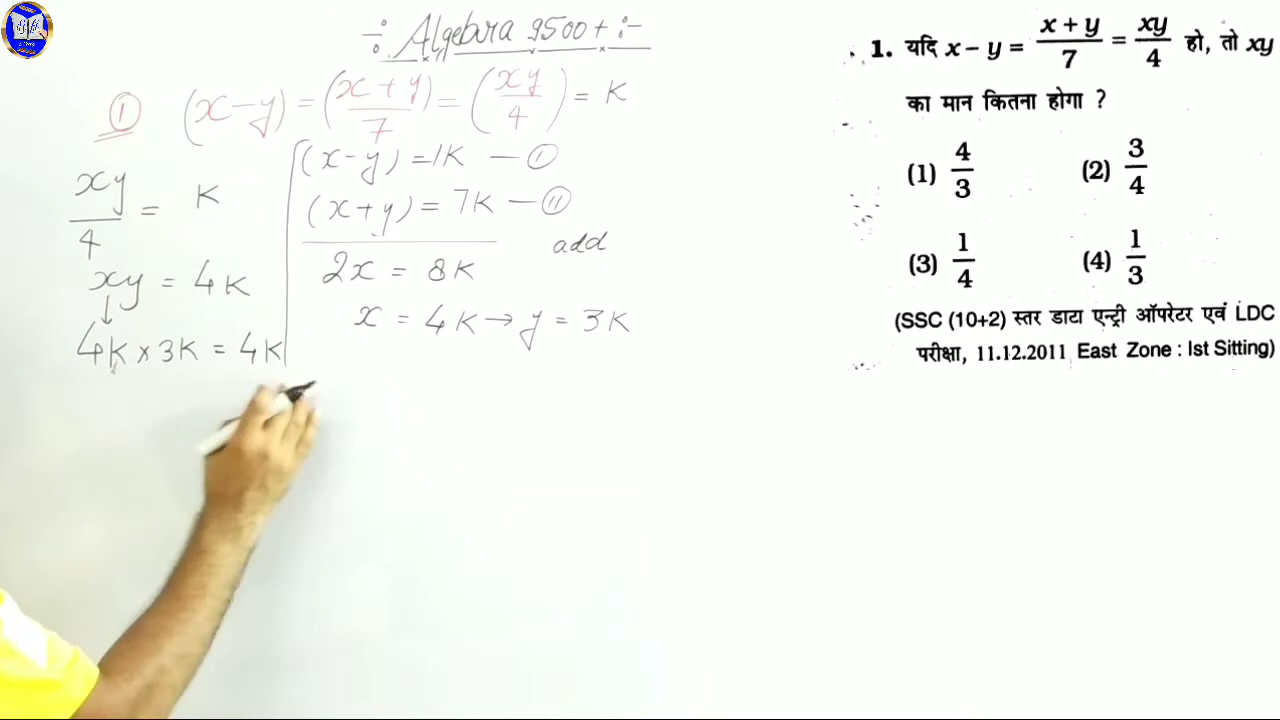 ÷ Algebra 9500+ :-
① (x-y) = (x+y/7) = (xy/4) = K
xy/4 = K
xy = 4K
↓
4K × 3K = 4K
(x-y) = 1K — ①
(x+y) = 7K — ⑪
add
2x = 8K
x = 4K → y = 3K
1. यदि x – y = x + y/7 = xy/4 हो, तो xy
का मान कितना होगा ?
(1) 4/3 (2) 3/4
(3) 1/4 (4) 1/3
(SSC (10+2) स्तर डाटा एन्ट्री ऑपरेटर एवं LDC
परीक्षा, 11.12.2011 East Zone : Ist Sitting)